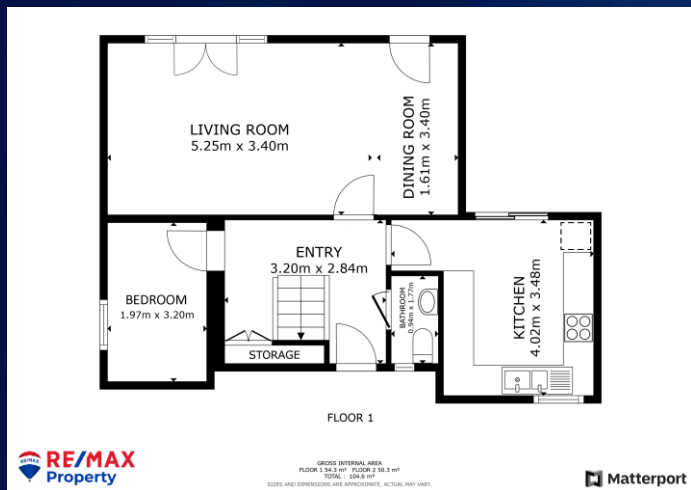 LIVING ROOM
5.25m x 3.40m
DINING ROOM
1.61m x 3.40m
ENTRY
3.20m x 2.84m
BEDROOM
1.97m x 3.20m
BATHROOM
0.94m x 1.77m
KITCHEN
4.02m x 3.48m
STORAGE
FLOOR 1
GROSS INTERNAL AREA
FLOOR 1 54.3 m² FLOOR 2 50.3 m²
TOTAL : 104.6 m²
SIZES AND DIMENSIONS ARE APPROXIMATE, ACTUAL MAY VARY.
RE/MAX
RE/MAX
Property
Matterport